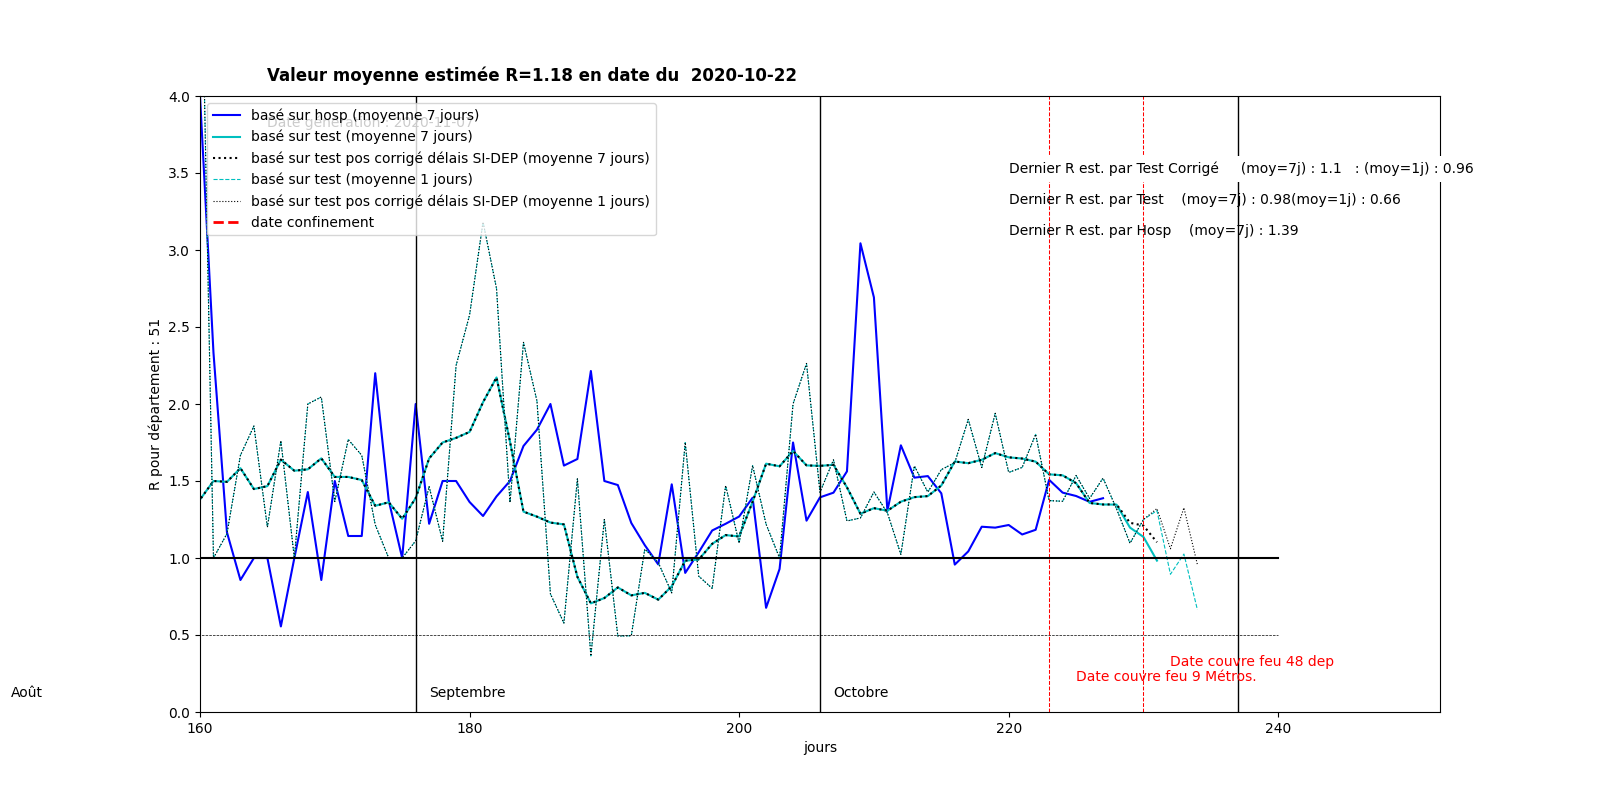 Valeur moyenne estimée R=1.18 en date du  2020-10-22
4.0
3.5
3.0
2.5
2.0
1.5
1.0
0.5
0.0
R pour département : 51
basé sur hosp (moyenne 7 jours)
Date génération : 2020-11-07
basé sur test (moyenne 7 jours)
basé sur test pos corrigé délais SI-DEP (moyenne 7 jours)
basé sur test (moyenne 1 jours)
basé sur test pos corrigé délais SI-DEP (moyenne 1 jours)
date confinement
Dernier R est. par Test Corrigé     (moy=7j) : 1.1   : (moy=1j) : 0.96
Dernier R est. par Test    (moy=7j) : 0.98(moy=1j) : 0.66
Dernier R est. par Hosp    (moy=7j) : 1.39
Date couvre feu 48 dep
Date couvre feu 9 Métros.
Août
Septembre
Octobre
160
180
200
220
240
jours